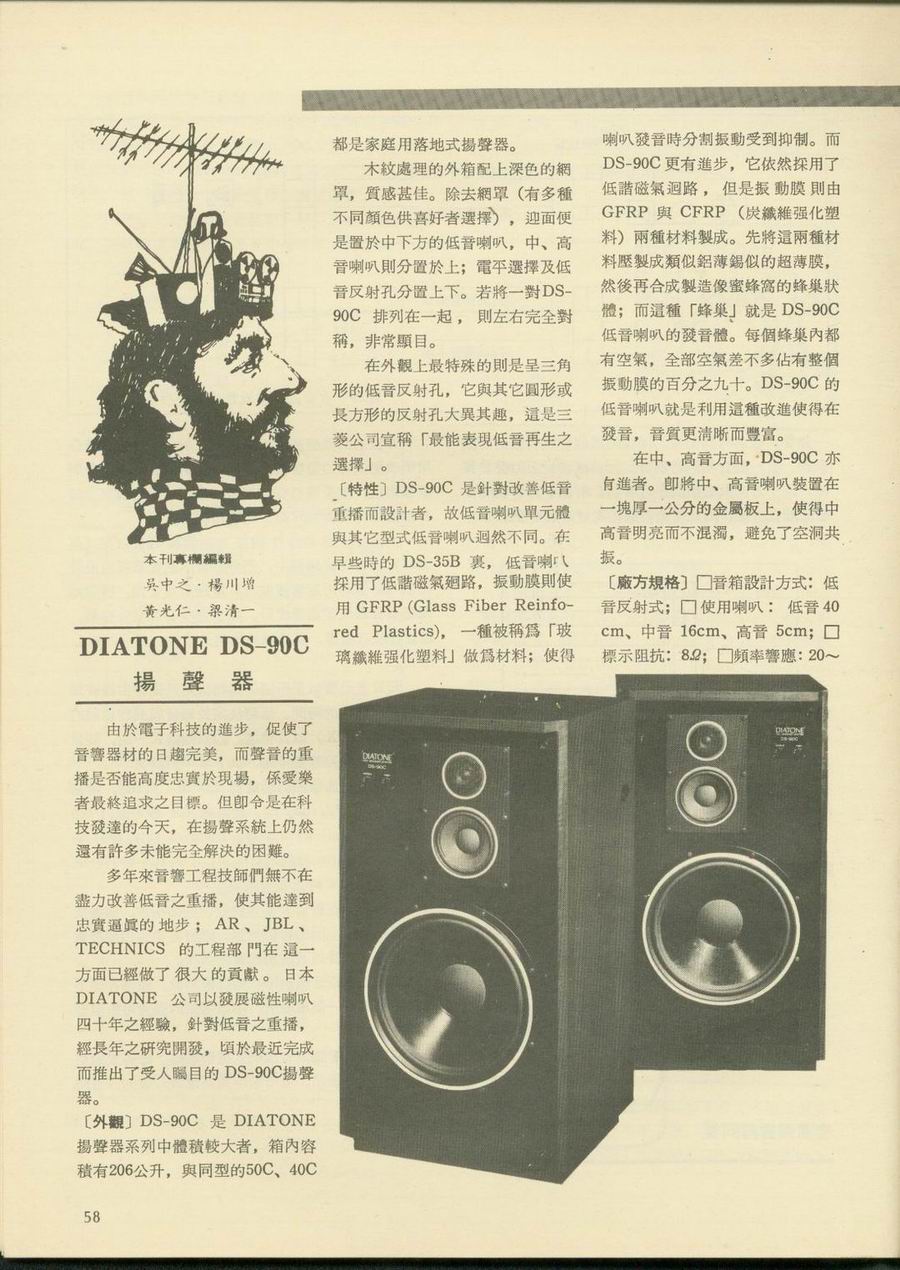 本刊專欄編輯
吳中之·楊川增
黃光仁·梁清一
DIATONE DS-90C
揚聲器
由於電子科技的進步，促使了
音響器材的日趨完美，而聲音的重
播是否能高度忠實於現場，係愛樂
者最終追求之目標。但卽令是在科
技發達的今天，在揚聲系統上仍然
還有許多未能完全解決的困難。
多年來音響工程技師們無不在
盡力改善低音之重播，使其能達到
忠實逼眞的地步；AR、JBL、
TECHNICS 的工程部門在這一
方面已經做了很大的貢獻。日本
DIATONE 公司以發展磁性喇叭
四十年之經驗，針對低音之重播，
經長年之硏究開發，頃於最近完成
而推出了受人矚目的 DS-90C揚聲
器。
〔外觀〕DS-90C 是 DIATONE
揚聲器系列中體積較大者，箱內容
積有206公升，與同型的50C、40C
都是家庭用落地式揚聲器。
木紋處理的外箱配上深色的網
罩，質感甚佳。除去網罩（有多種
不同顏色供喜好者選擇），迎面便
是置於中下方的低音喇叭，中、高
音喇叭則分置於上；電平選擇及低
音反射孔分置上下。若將一對DS-
90C 排列在一起，則左右完全對
稱，非常顯目。
在外觀上最特殊的則是呈三角
形的低音反射孔，它與其它圓形或
長方形的反射孔大異其趣，這是三
菱公司宣稱「最能表現低音再生之
選擇」。
〔特性〕DS-90C 是針對改善低音
重播而設計者，故低音喇叭單元體
與其它型式低音喇叭迥然不同。在
早些時的 DS-35B 裏，低音喇叭
採用了低諧磁氣廻路，振動膜則使
用 GFRP (Glass Fiber Reinfo-
red Plastics)，一種被稱爲「玻
璃纖維强化塑料」做爲材料；使得
喇叭發音時分割振動受到抑制。而
DS-90C更有進步，它依然採用了
低諧磁氣迴路，但是振動膜則由
GFRP 與 CFRP （炭纖維强化塑
料）兩種材料製成。先將這兩種材
料壓製成類似鋁薄錫似的超薄膜，
然後再合成製造像蜜蜂窩的蜂巢狀
體；而這種「蜂巢」就是 DS-90C
低音喇叭的發音體。每個蜂巢內都
有空氣，全部空氣差不多佔有整個
振動膜的百分之九十。DS-90C 的
低音喇叭就是利用這種改進使得在
發音，音質更淸晰而豐富。
在中、高音方面，DS-90C 亦
有進者。卽將中、高音喇叭裝置在
一塊厚一公分的金屬板上，使得中
高音明亮而不混濁，避免了空洞共
振。
〔廠方規格〕□音箱設計方式：低
音反射式；□使用喇叭：低音 40
cm、中音 16cm、高音 5cm；□
標示阻抗：8Ω；□頻率響應：20～
DIATONE
DS-90C
DIATONE
DS-90C
58